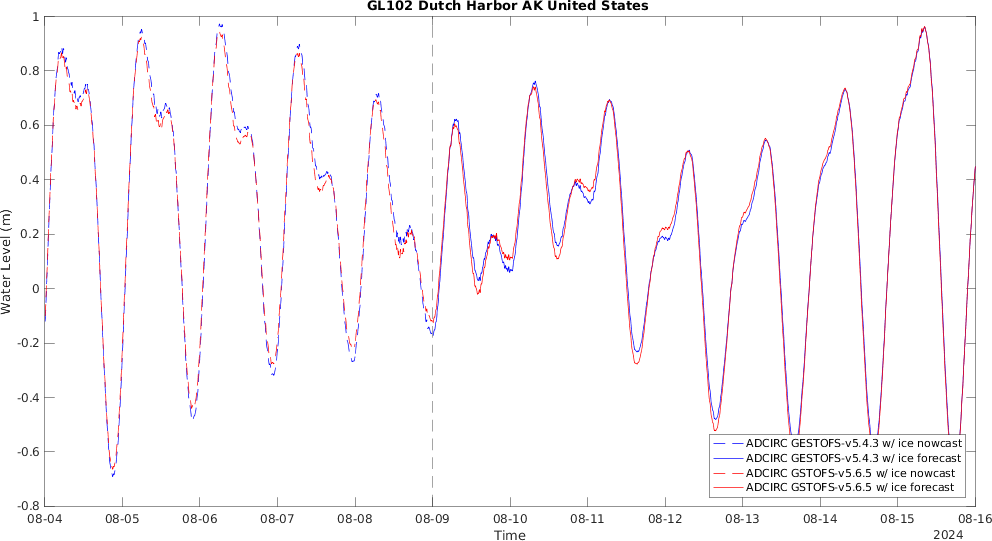 GL102 Dutch Harbor AK United States
1
0.8
0.6
0.4
0.2
0
-0.2
-0.4
-0.6
-0.8
Water Level (m)
ADCIRC GESTOFS-v5.4.3 w/ ice nowcast
ADCIRC GESTOFS-v5.4.3 w/ ice forecast
ADCIRC GSTOFS-v5.6.5 w/ ice nowcast
ADCIRC GSTOFS-v5.6.5 w/ ice forecast
08-04 08-05 08-06 08-07 08-08 08-09 08-10 08-11 08-12 08-13 08-14 08-15 08-16
Time
2024